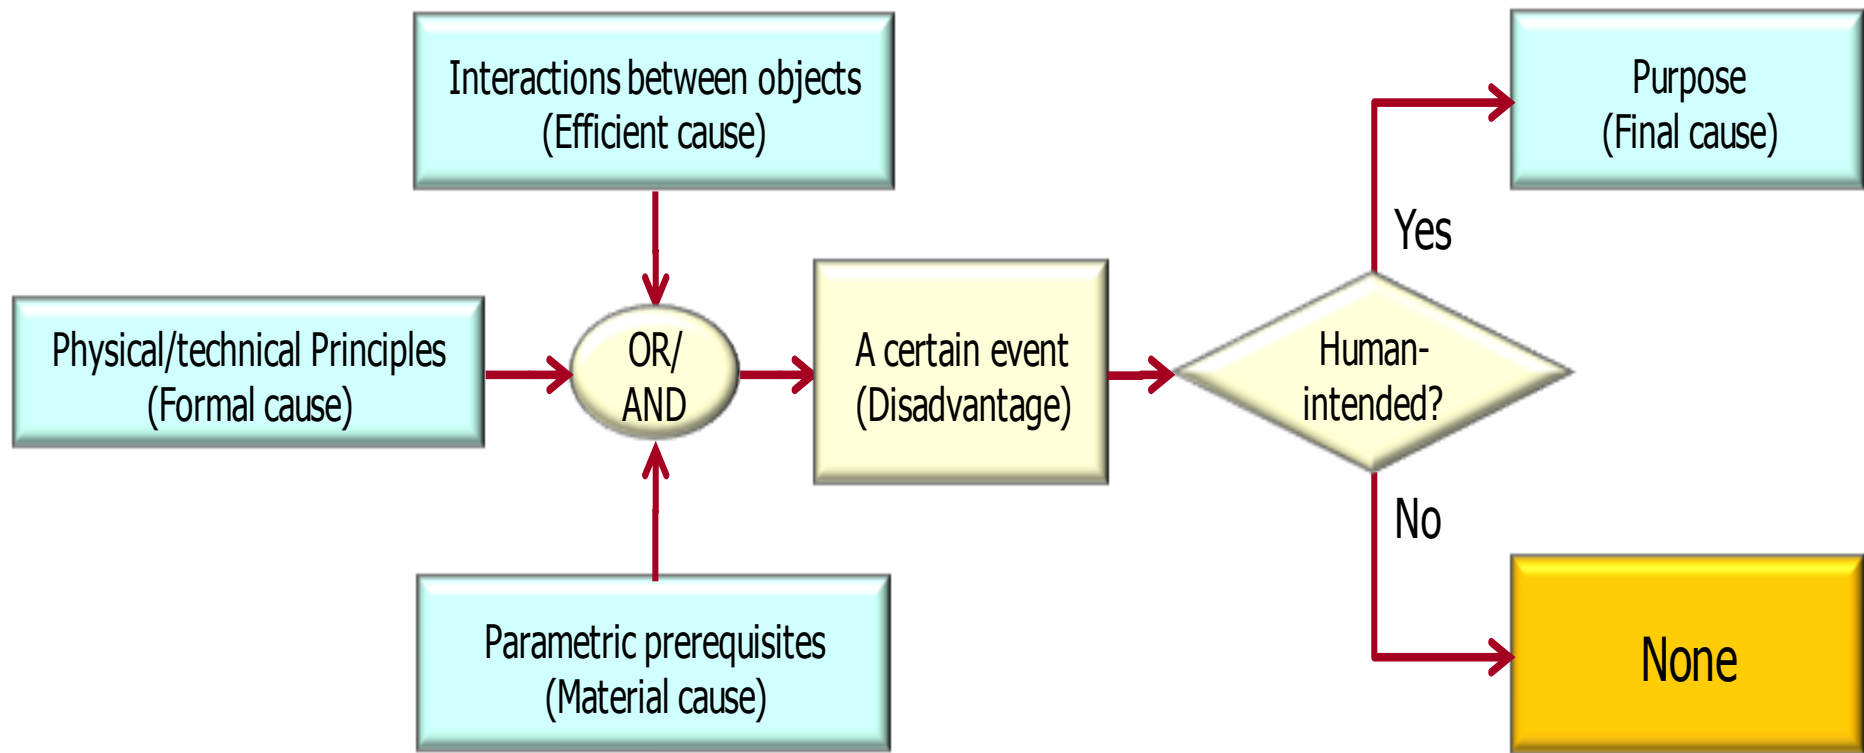 Interactions between objects
(Efficient cause)
Purpose
(Final cause)
Yes
Physical/technical Principles
(Formal cause)
OR/
AND
A certain event
(Disadvantage)
Human-
intended?
No
Parametric prerequisites
(Material cause)
None